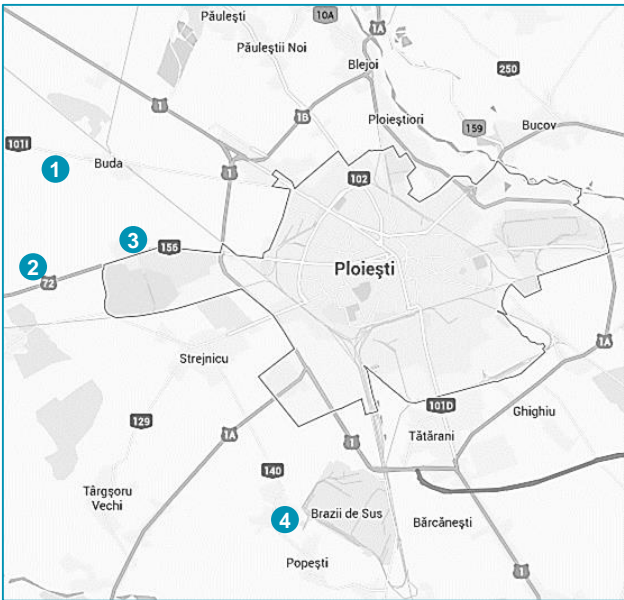 Păulești
10A
1A
Păuleștii Noi
Blejoi
250
1
1B
Ploieștiori
159
Bucov
101I
1
Buda
1
102
3
156
2
72
Ploiești
Strejnicu
1A
129
1A
101D
Ghighiu
1
Tătărani
140
Târgșoru
Vechi
4
Brazii de Sus
Bărcănești
Popești
1